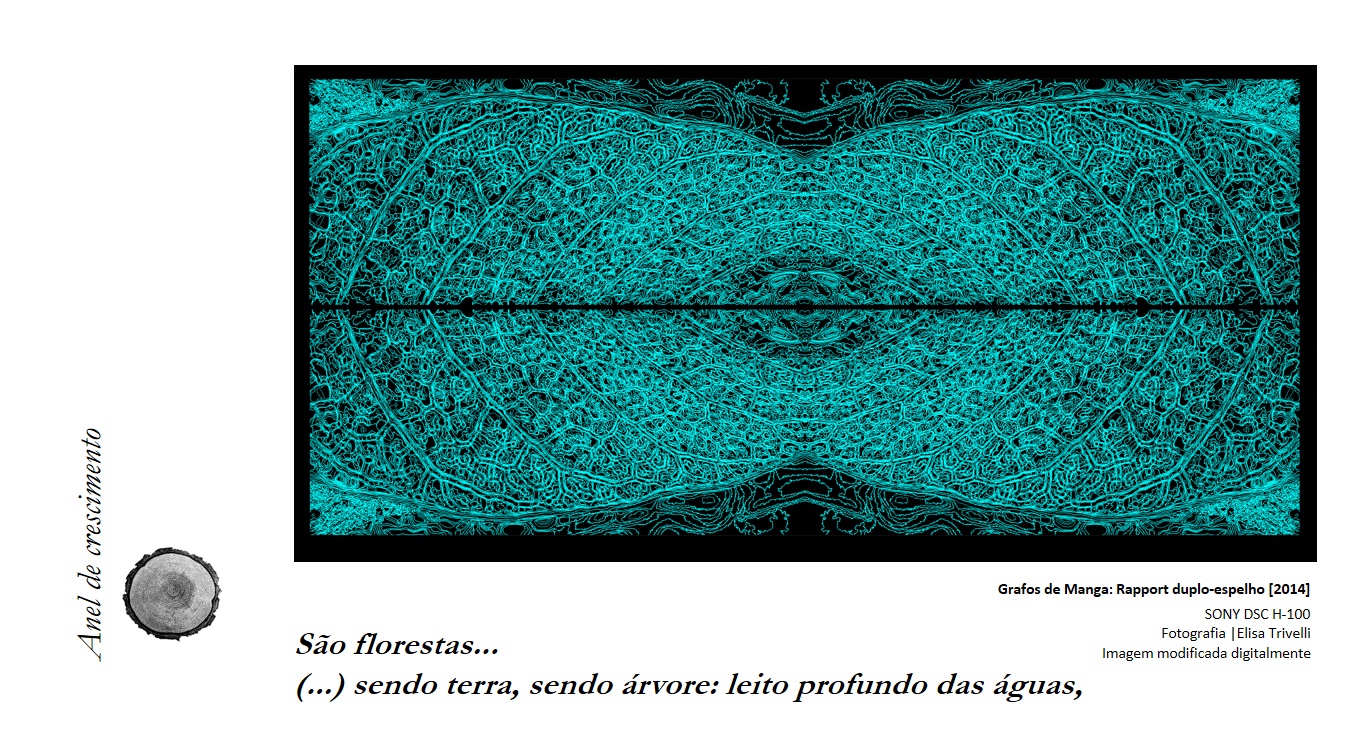 Anel de crescimento
Grafos de Manga: Rapport duplo-espelho [2014]
SONY DSC H-100
Fotografia |Elisa Trivelli
Imagem modificada digitalmente
São florestas...
(...) sendo terra, sendo árvore: leito profundo das águas,